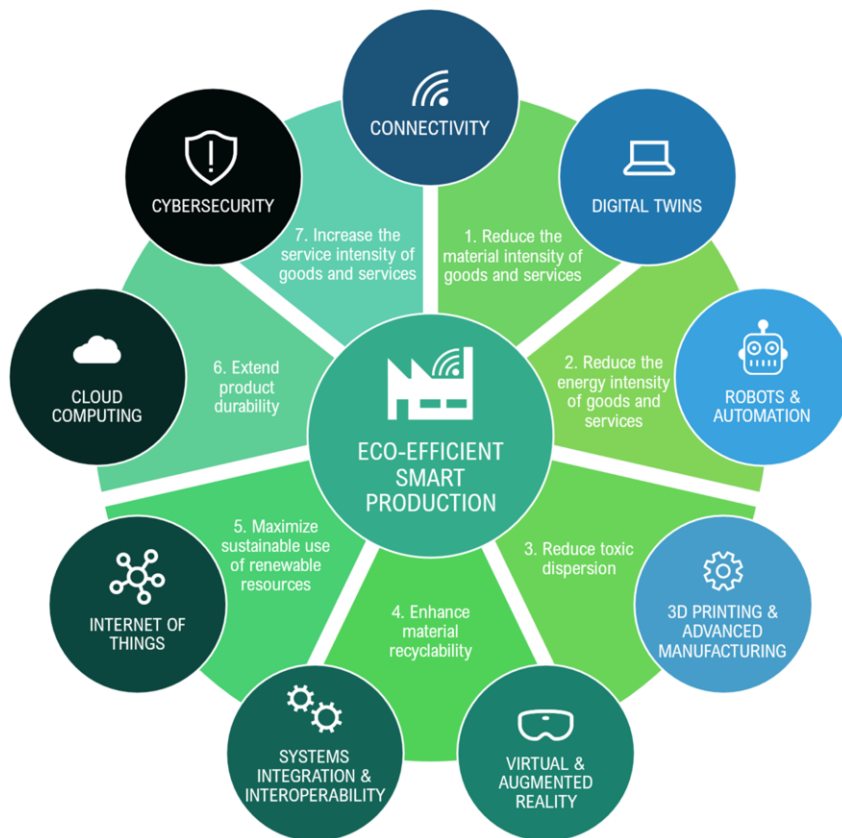 CONNECTIVITY
DIGITAL TWINS
ROBOTS &
AUTOMATION
3D PRINTING &
ADVANCED
MANUFACTURING
VIRTUAL &
AUGMENTED
REALITY
SYSTEMS
INTEGRATION &
INTEROPERABILITY
INTERNET OF
THINGS
CLOUD
COMPUTING
CYBERSECURITY
1. Reduce the
material intensity of
goods and services
2. Reduce the
energy intensity
of goods and
services
3. Reduce toxic
dispersion
4. Enhance
material
recyclability
5. Maximize
sustainable use
of renewable
resources
6. Extend
product
durability
7. Increase the
service intensity of
goods and services
ECO-EFFICIENT
SMART
PRODUCTION